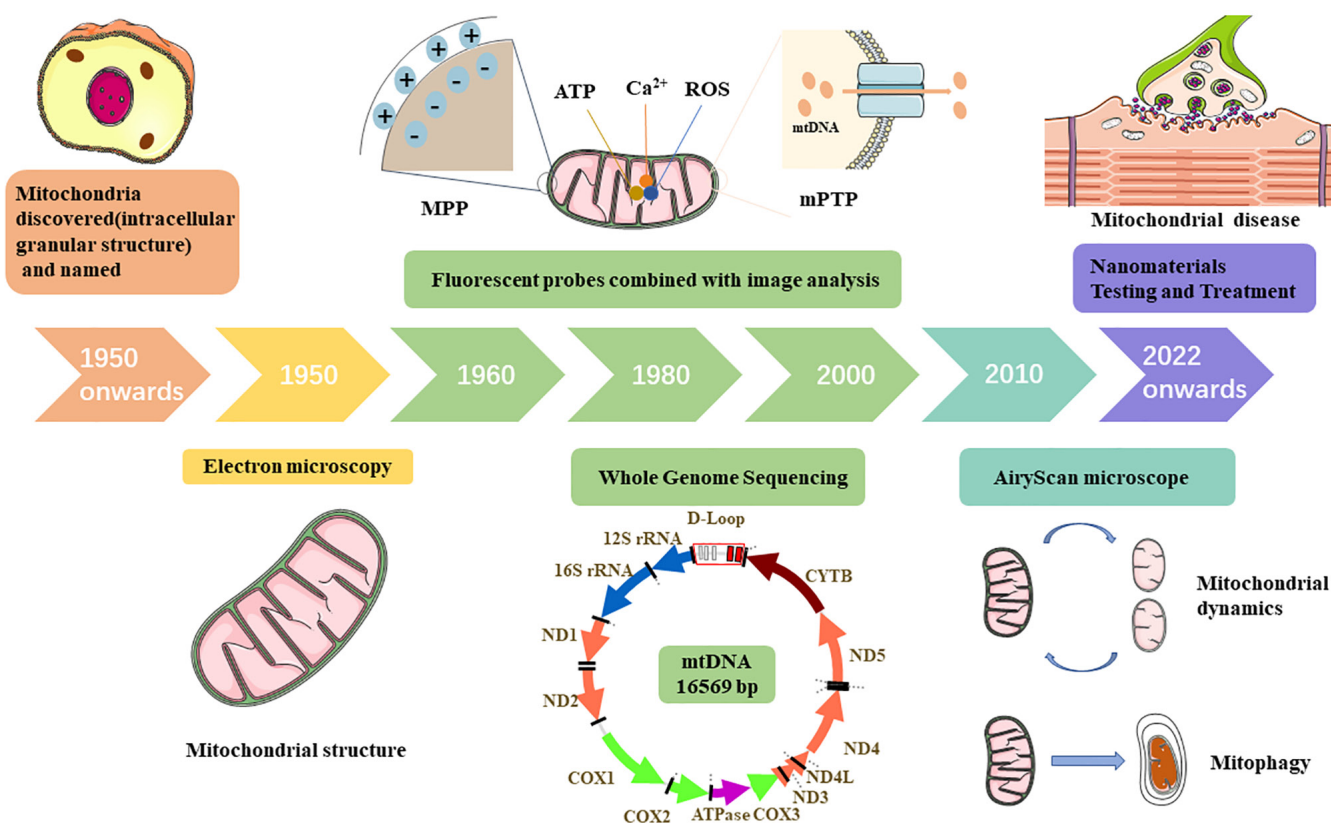 ATP
Ca²⁺
ROS
mtDNA
MPP
mPTP
Mitochondrial disease
Mitochondria
discovered(intracellular
granular structure)
and named
Fluorescent probes combined with image analysis
Nanomaterials
Testing and Treatment
1950
onwards
1950
1960
1980
2000
2010
2022
onwards
Electron microscopy
Whole Genome Sequencing
AiryScan microscope
Mitochondrial structure
D-Loop
12S rRNA
16S rRNA
CYTB
ND1
ND5
mtDNA
16569 bp
ND2
ND4
COX1
ND4L
ND3
COX2
ATPase
COX3
Mitochondrial
dynamics
Mitophagy